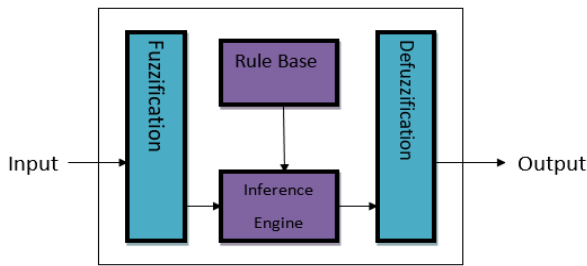 Input
Fuzzification
Rule Base
Inference
Engine
Defuzzification
Output